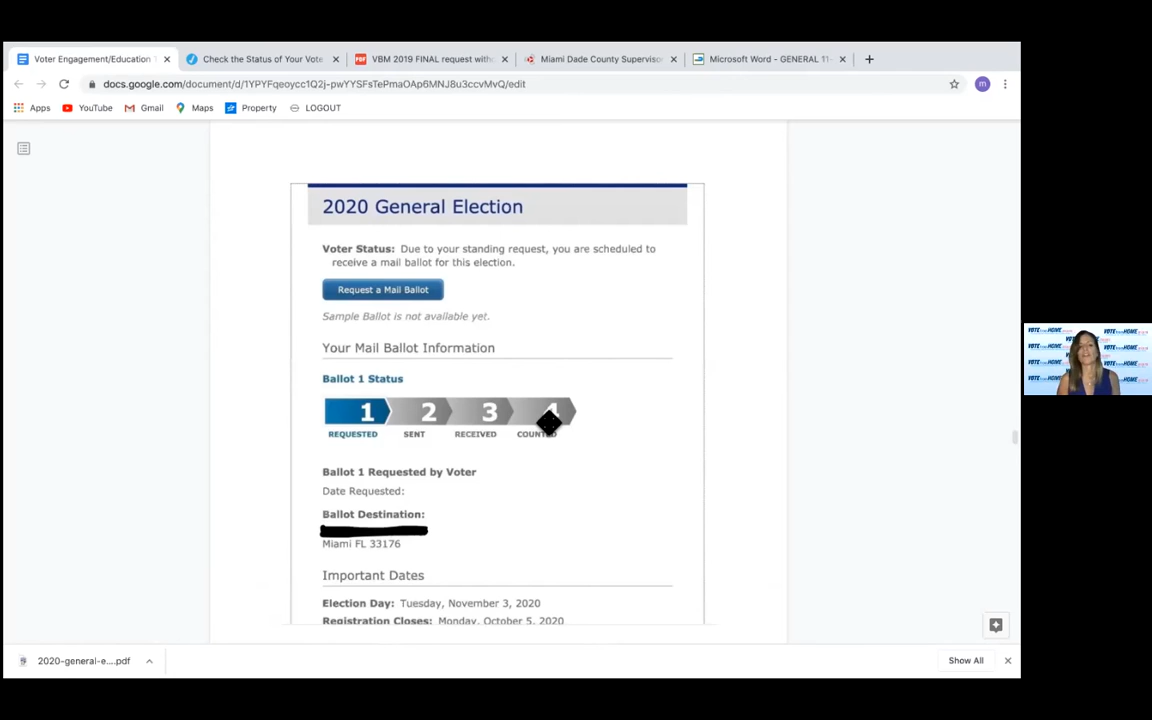 Voter Engagement/Education T
Check the Status of Your Vote
VBM 2019 FINAL request with
Miami Dade County Supervisor
Microsoft Word - GENERAL 11-
docs.google.com/document/d/1YPYFqeoycc1Q2j-pwYYSFsTePmaOAp6MNJ8u3ccvMvQ/edit
m
Apps YouTube Gmail Maps Property LOGOUT
2020 General Election
Voter Status: Due to your standing request, you are scheduled to
receive a mail ballot for this election.
Request a Mail Ballot
Sample Ballot is not available yet.
Your Mail Ballot Information
Ballot 1 Status
1 2 3 4
REQUESTED SENT RECEIVED COUNTED
Ballot 1 Requested by Voter
Date Requested:
Ballot Destination:
Miami FL 33176
Important Dates
Election Day: Tuesday, November 3, 2020
Registration Closes: Monday, October 5, 2020
2020-general-e....pdf
Show All